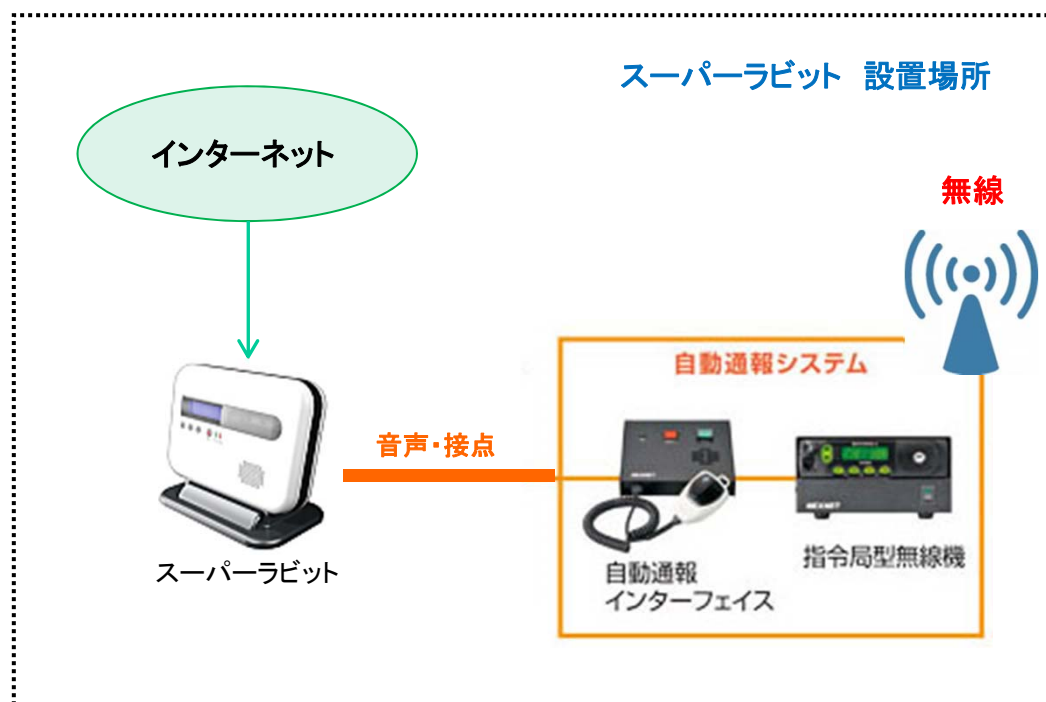 スーパーラビット　設置場所
インターネット
無線
自動通報システム
音声・接点
スーパーラビット
自動通報
インターフェイス
指令局型無線機